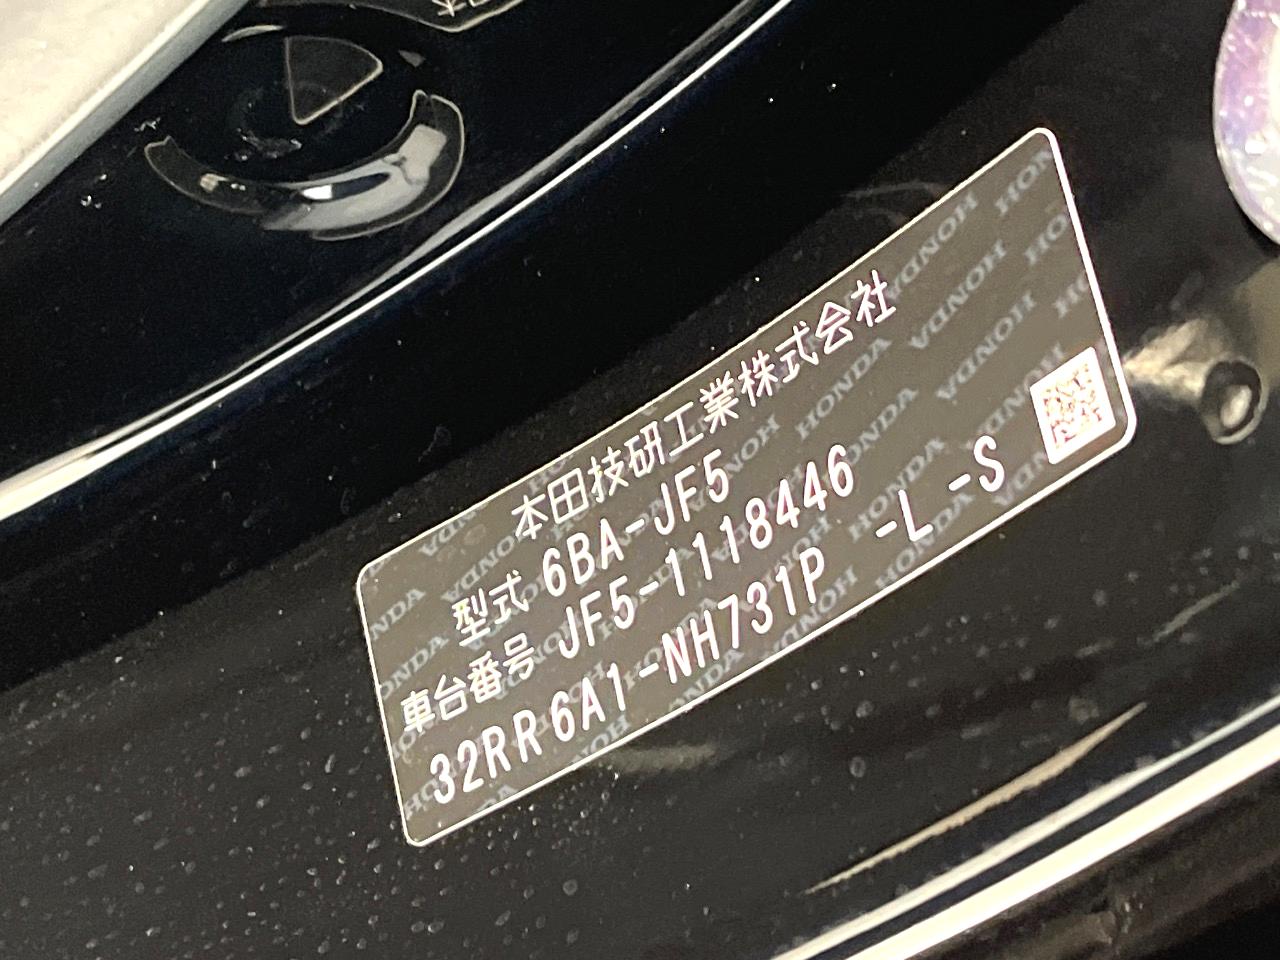 本田技研工業株式会社
型式 6BA-JF5
車台番号 JF5-1118446
32RR6A1-NH731P -L -S